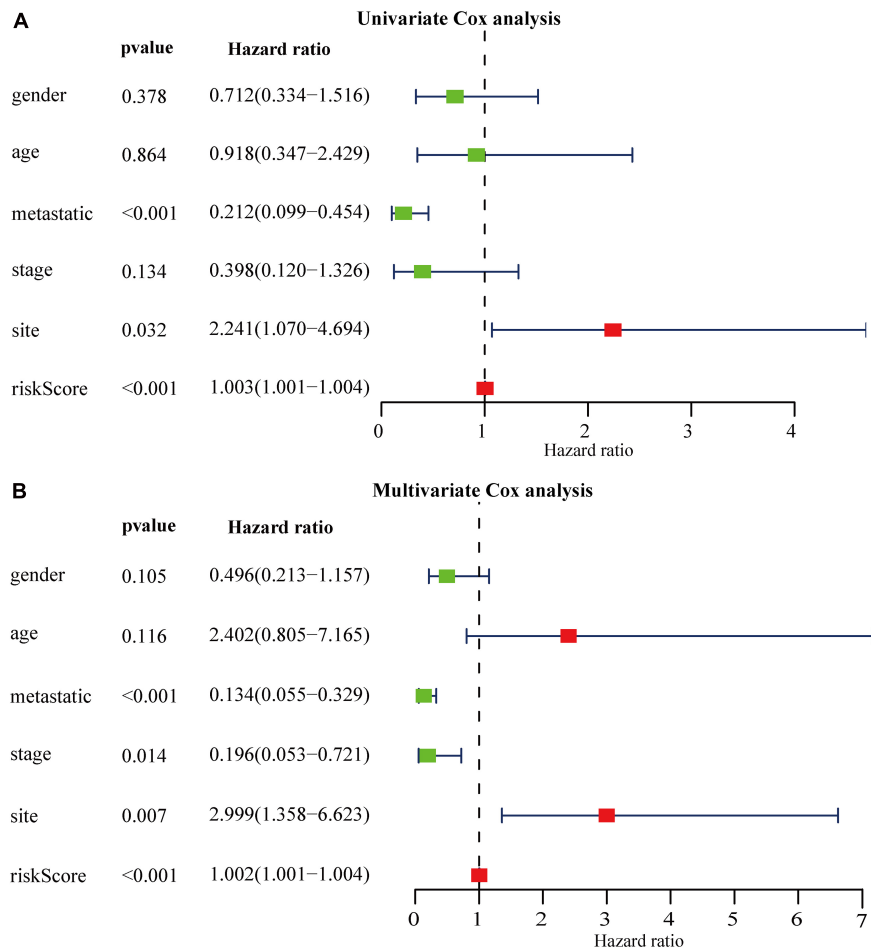 A
Univariate Cox analysis
pvalue Hazard ratio
gender 0.378 0.712(0.334−1.516)
age 0.864 0.918(0.347−2.429)
metastatic <0.001 0.212(0.099−0.454)
stage 0.134 0.398(0.120−1.326)
site 0.032 2.241(1.070−4.694)
riskScore <0.001 1.003(1.001−1.004)
0 1 2 3 4
Hazard ratio
B
Multivariate Cox analysis
pvalue Hazard ratio
gender 0.105 0.496(0.213−1.157)
age 0.116 2.402(0.805−7.165)
metastatic <0.001 0.134(0.055−0.329)
stage 0.014 0.196(0.053−0.721)
site 0.007 2.999(1.358−6.623)
riskScore <0.001 1.002(1.001−1.004)
0 1 2 3 4 5 6 7
Hazard ratio